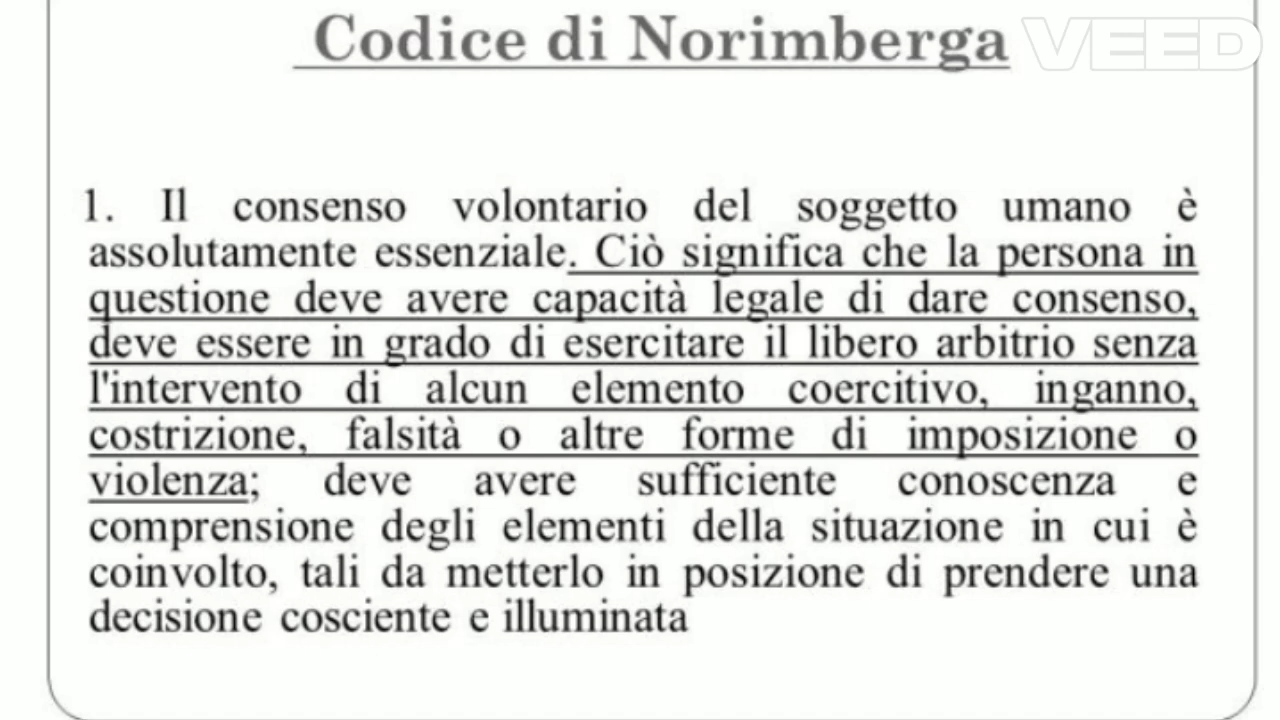 Codice di Norimberga
VEED
1. Il consenso volontario del soggetto umano è
assolutamente essenziale. Ciò significa che la persona in
questione deve avere capacità legale di dare consenso,
deve essere in grado di esercitare il libero arbitrio senza
l'intervento di alcun elemento coercitivo, inganno,
costrizione, falsità o altre forme di imposizione o
violenza; deve avere sufficiente conoscenza e
comprensione degli elementi della situazione in cui è
coinvolto, tali da metterlo in posizione di prendere una
decisione cosciente e illuminata